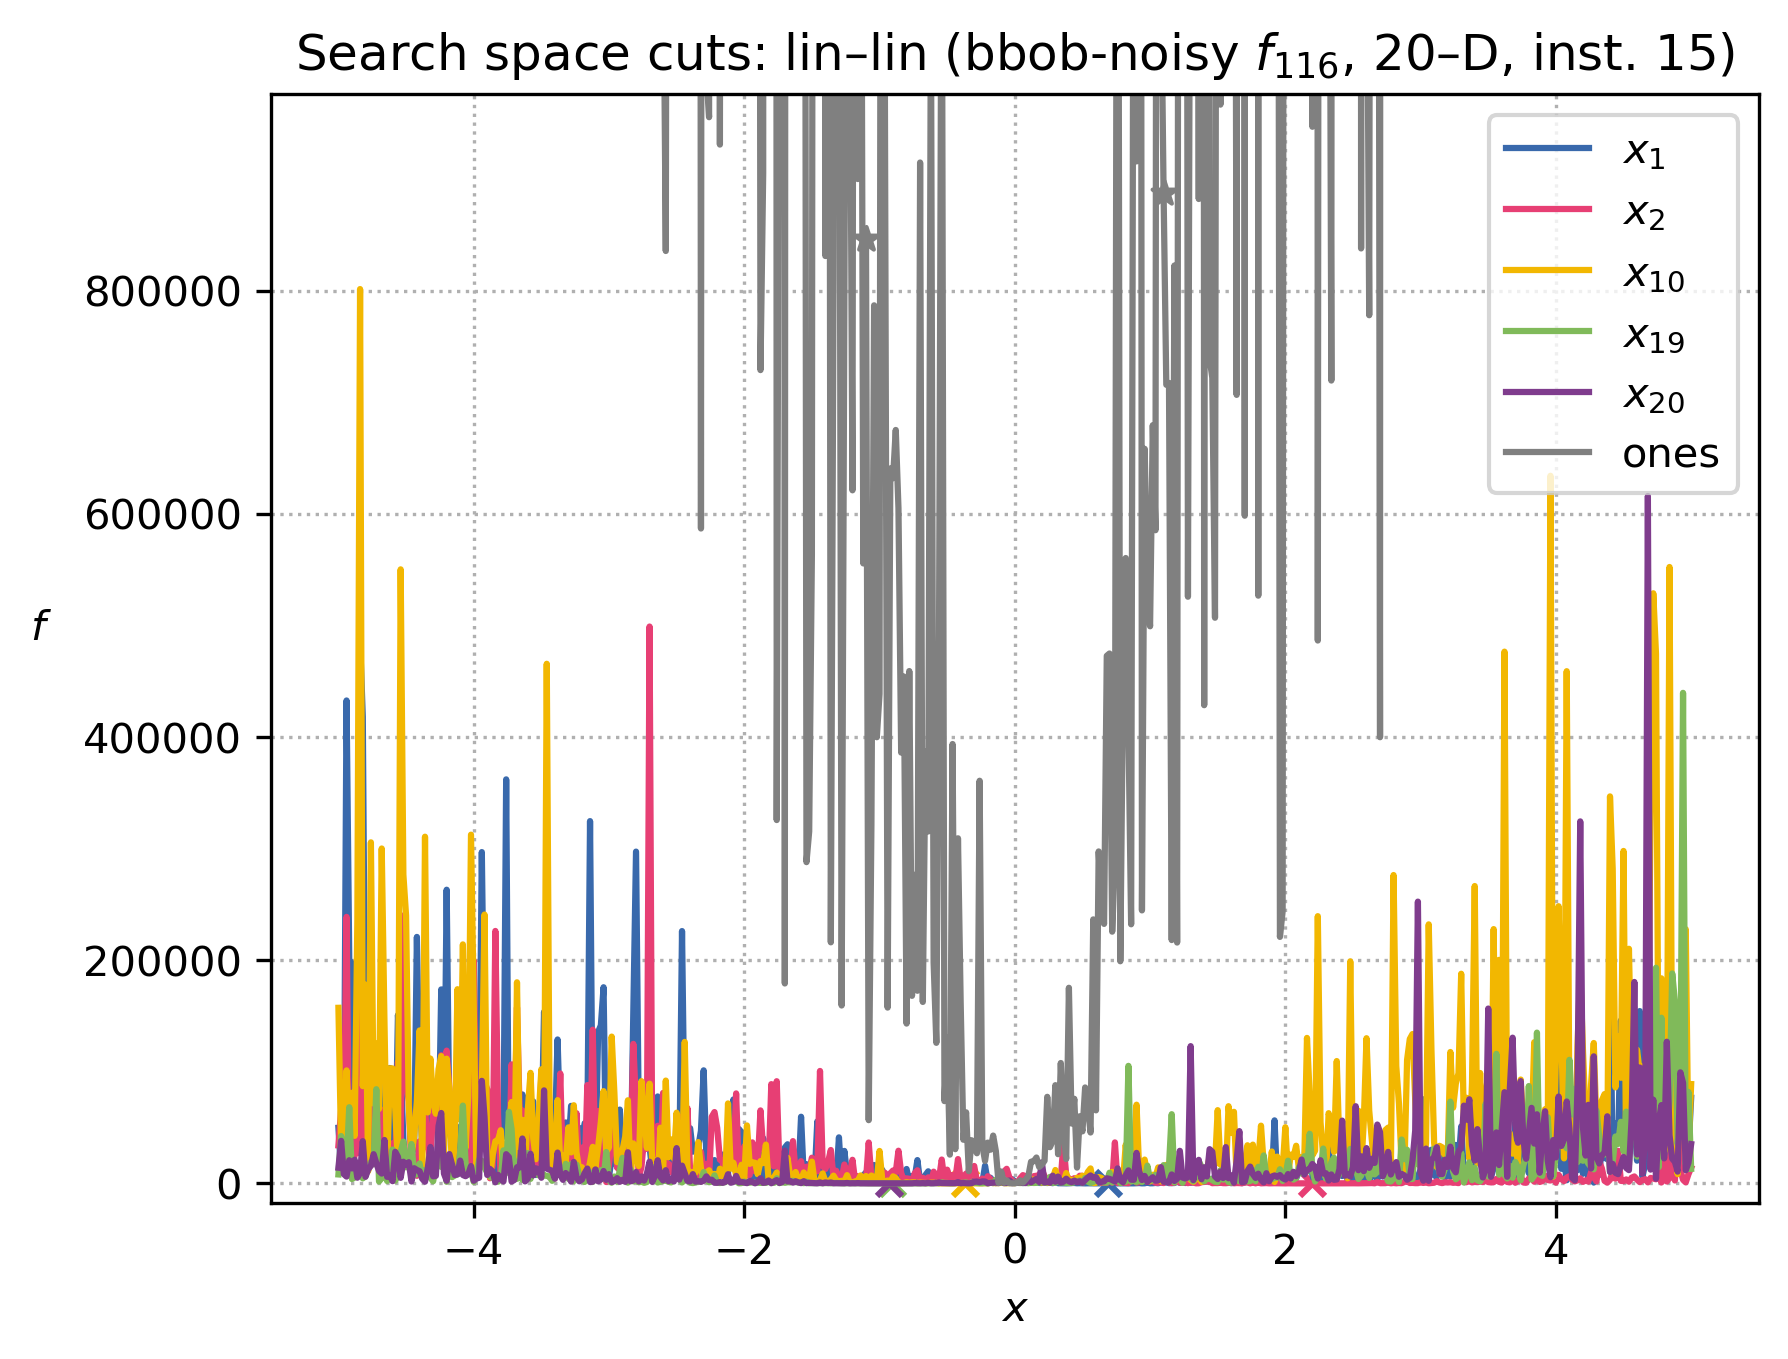 Search space cuts: lin–lin (bbob-noisy f₁₁₆, 20–D, inst. 15)
x₁
x₂
x₁₀
x₁₉
x₂₀
ones
800000
600000
400000
200000
0
f
−4
−2
0
2
4
x